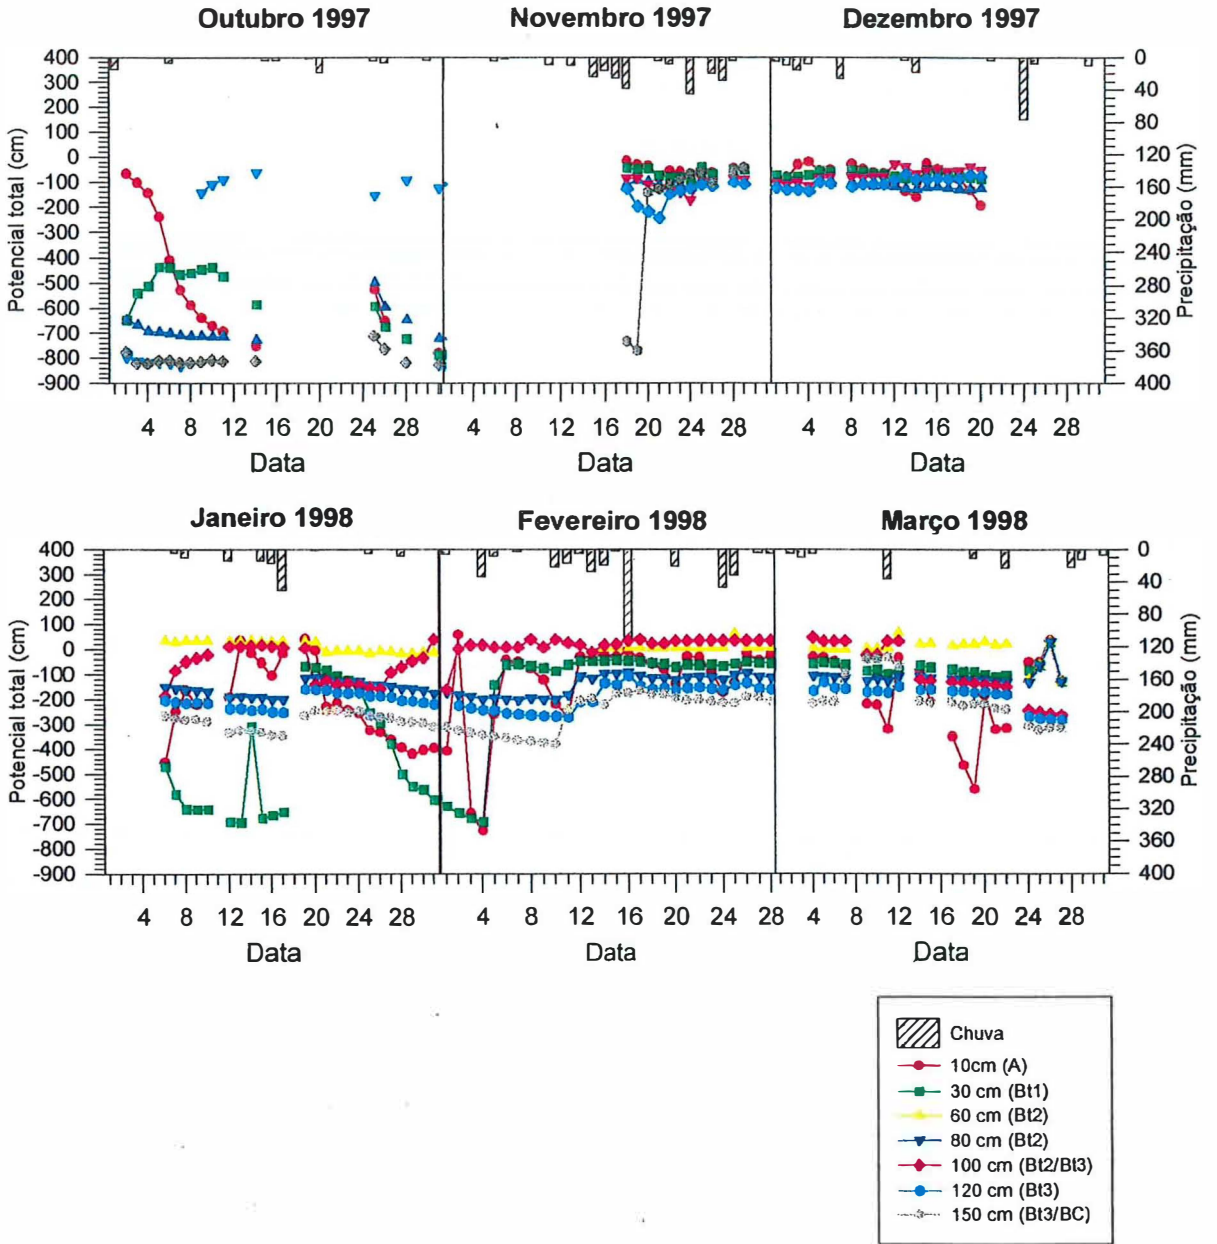 Outubro 1997 Novembro 1997 Dezembro 1997
400 300 200 100 0 -100 -200 -300 -400 -500 -600 -700 -800 -900
Potencial total (cm)
0 40 80 120 160 200 240 280 320 360 400
Precipitação (mm)
4 8 12 16 20 24 28 4 8 12 16 20 24 28 4 8 12 16 20 24 28
Data Data Data
Janeiro 1998 Fevereiro 1998 Março 1998
400 300 200 100 0 -100 -200 -300 -400 -500 -600 -700 -800 -900
Potencial total (cm)
0 40 80 120 160 200 240 280 320 360 400
Precipitação (mm)
4 8 12 16 20 24 28 4 8 12 16 20 24 28 4 8 12 16 20 24 28
Data Data Data
Chuva
10cm (A)
30 cm (Bt1)
60 cm (Bt2)
80 cm (Bt2)
100 cm (Bt2/Bt3)
120 cm (Bt3)
150 cm (Bt3/BC)